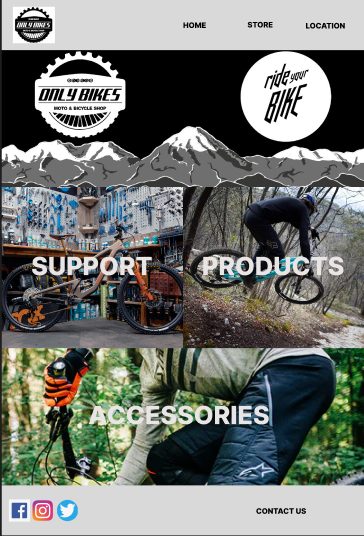 ONLY BIKES
HOME
STORE
LOCATION
ONLY BIKES
MOTO & BICYCLE SHOP
ride your
BIKE
SUPPORT
PRODUCTS
ACCESSORIES
CONTACT US